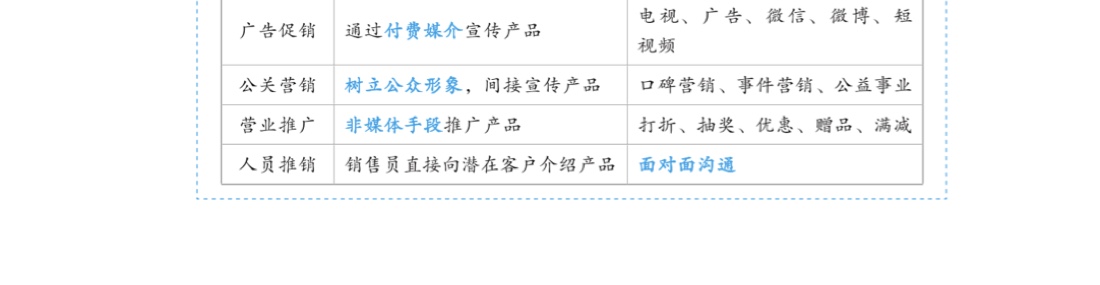 电视、广告、微信、微博、短
广告促销 通过付费媒介宣传产品
视频
公关营销 树立公众形象，间接宣传产品 口碑营销、事件营销、公益事业
营业推广 非媒体手段推广产品 打折、抽奖、优惠、赠品、满减
人员推销 销售员直接向潜在客户介绍产品 面对面沟通